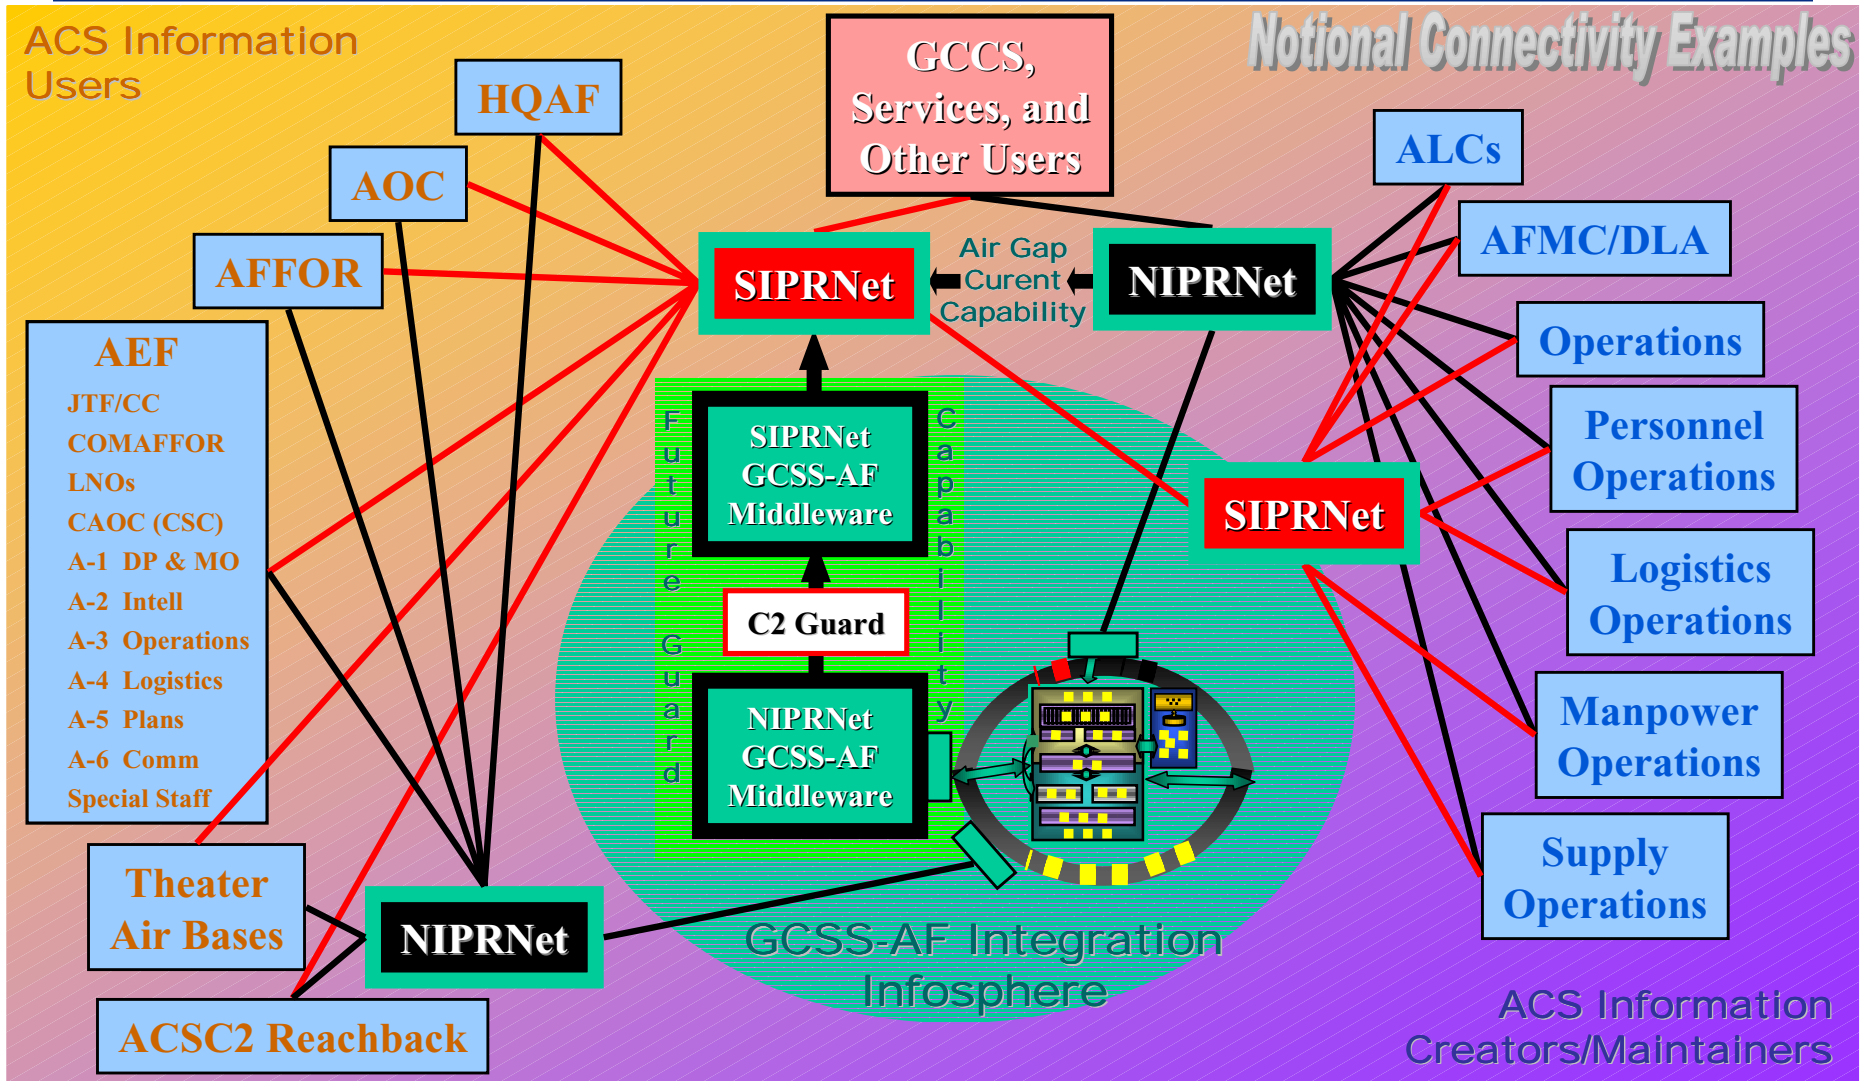 ACS Information
Users
Notional Connectivity Examples
HQAF
GCCS,
Services, and
Other Users
ALCs
AOC
AFMC/DLA
AFFOR
SIPRNet
Air Gap
Curent
Capability
NIPRNet
Operations
AEF
JTF/CC
COMAFFOR
LNOs
CAOC (CSC)
A-1 DP & MO
A-2 Intell
A-3 Operations
A-4 Logistics
A-5 Plans
A-6 Comm
Special Staff
Future Guard
Capability
SIPRNet
GCSS-AF
Middleware
C2 Guard
NIPRNet
GCSS-AF
Middleware
SIPRNet
Personnel
Operations
Logistics
Operations
Manpower
Operations
Supply
Operations
Theater
Air Bases
NIPRNet
ACSC2 Reachback
GCSS-AF Integration
Infosphere
ACS Information
Creators/Maintainers